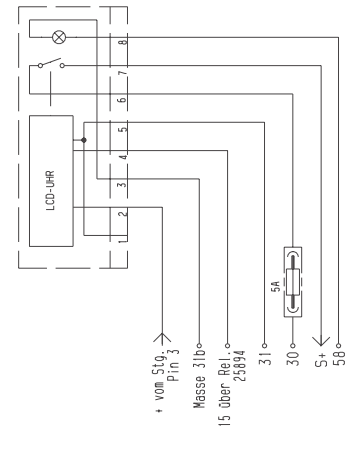 8
7
6
5
4
3
2
1
LCD-UHR
5A
+ vom Stg.
Pin 3
Masse 31b
15 über Rel.
25894
31
30
S+
58